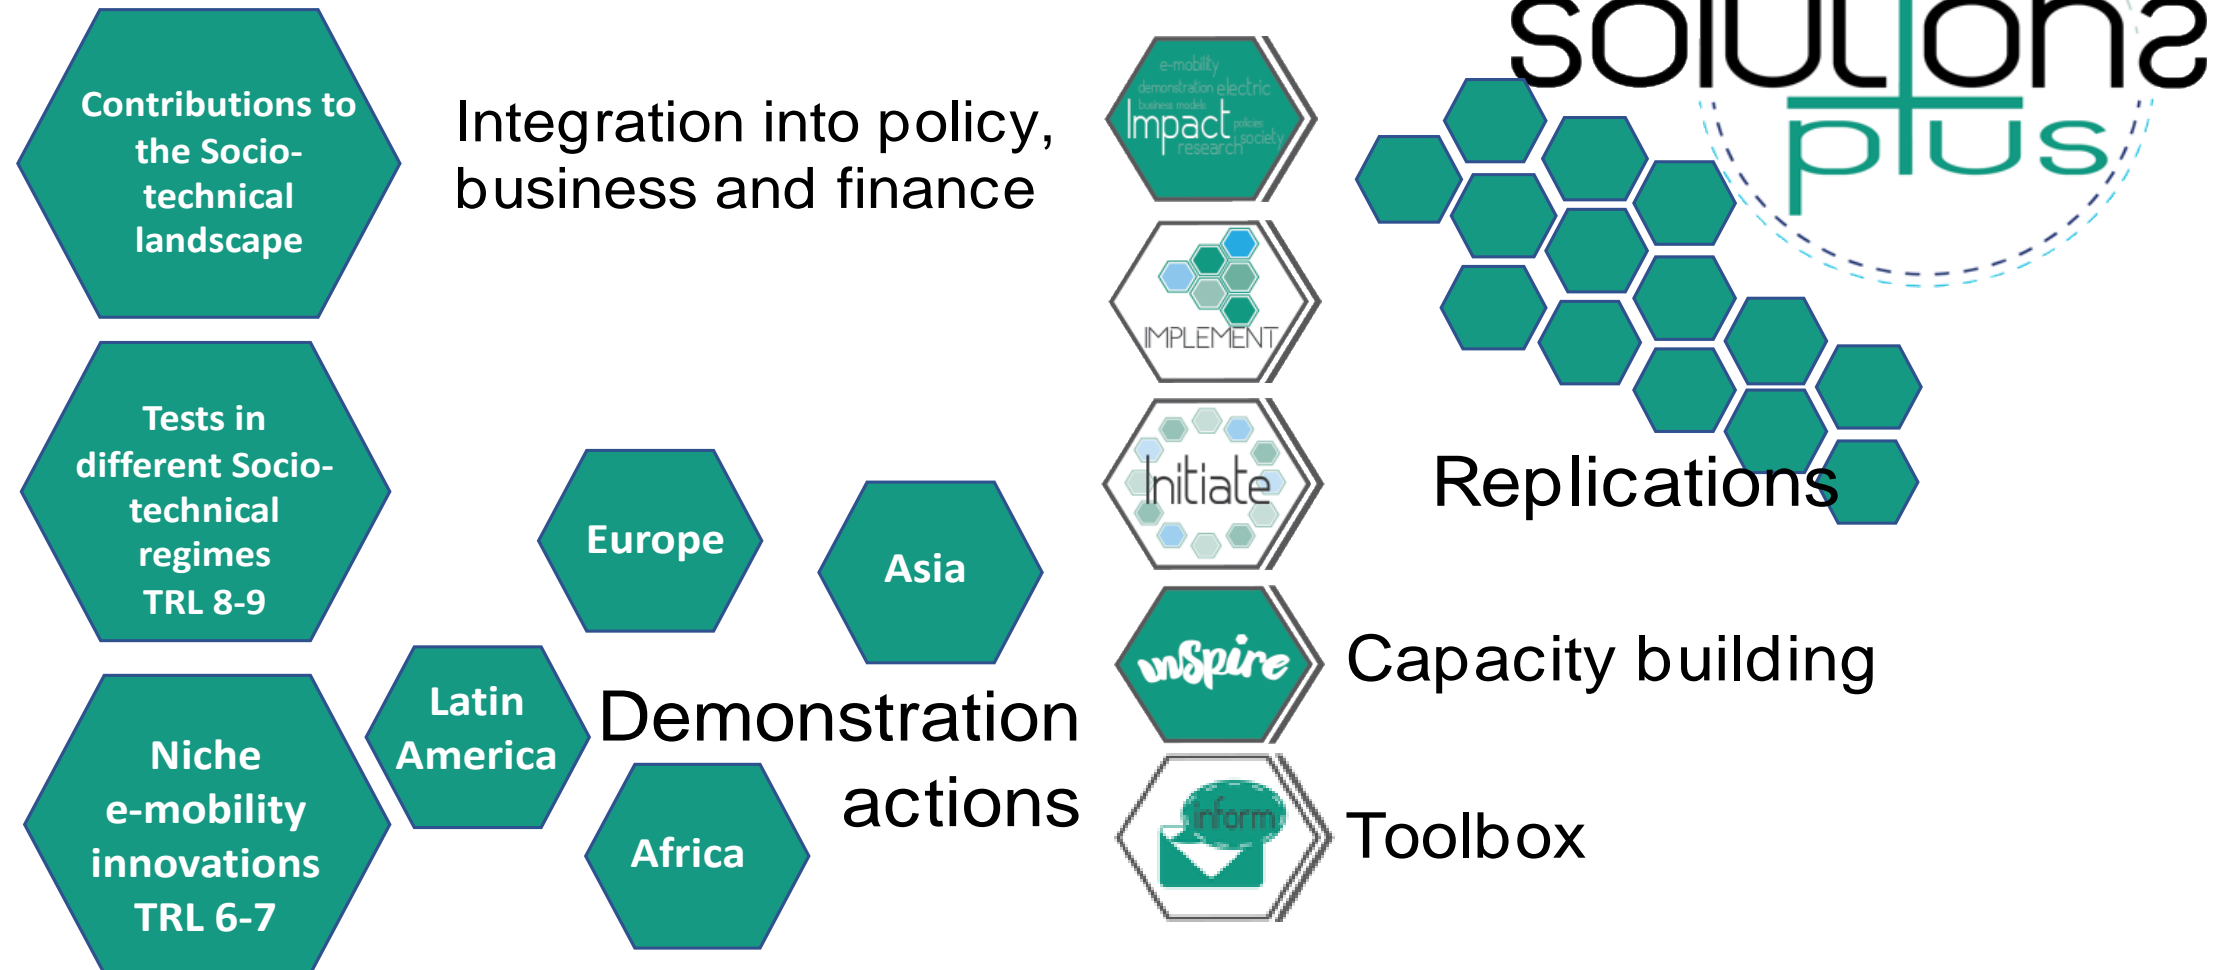 Contributions to
the Socio-
technical
landscape
Integration into policy,
business and finance
e-mobility
demonstration electric
business models
Impact policies
society
research
solutions
plus
IMPLEMENT
Tests in
different Socio-
technical
regimes
TRL 8-9
Europe
Asia
Initiate
Replications
Latin
America
Demonstration
actions
inspire
Capacity building
Niche
e-mobility
innovations
TRL 6-7
Africa
inform
Toolbox